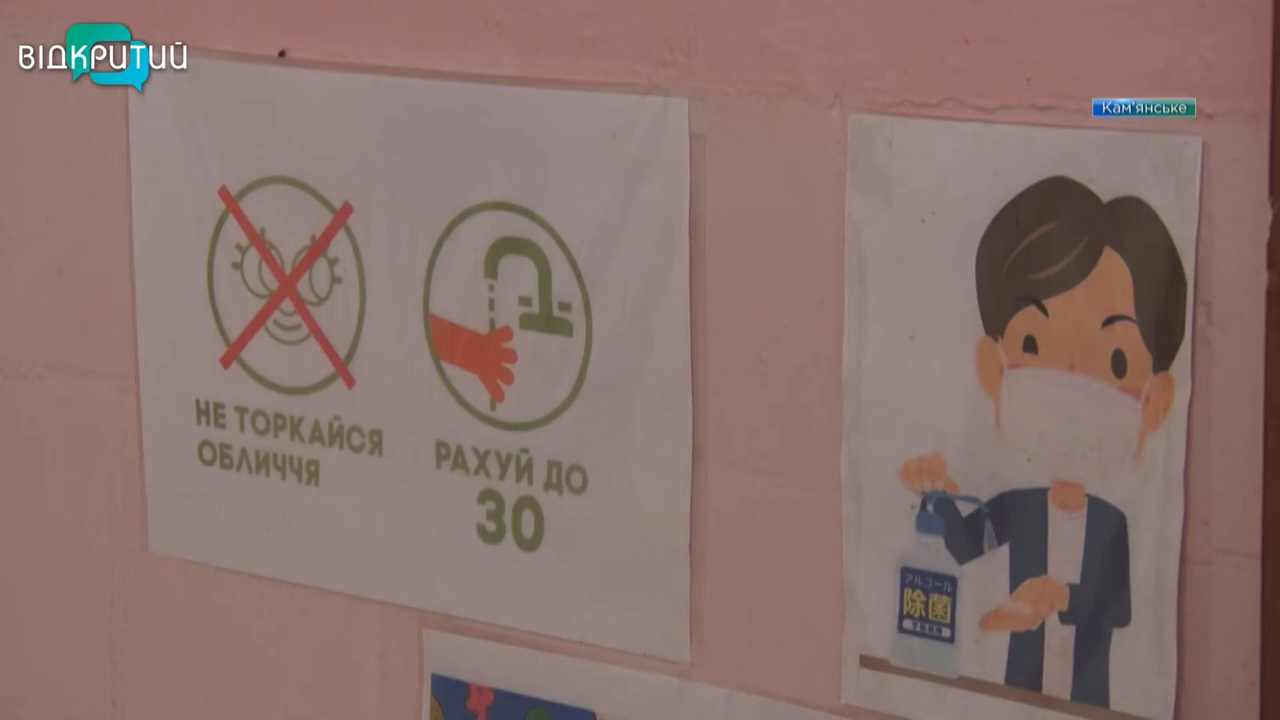 ВІДКРИТИЙ
Кам'янське
НЕ ТОРКАЙСЯ
ОБЛИЧЧЯ
РАХУЙ ДО
30
アルコール
除菌